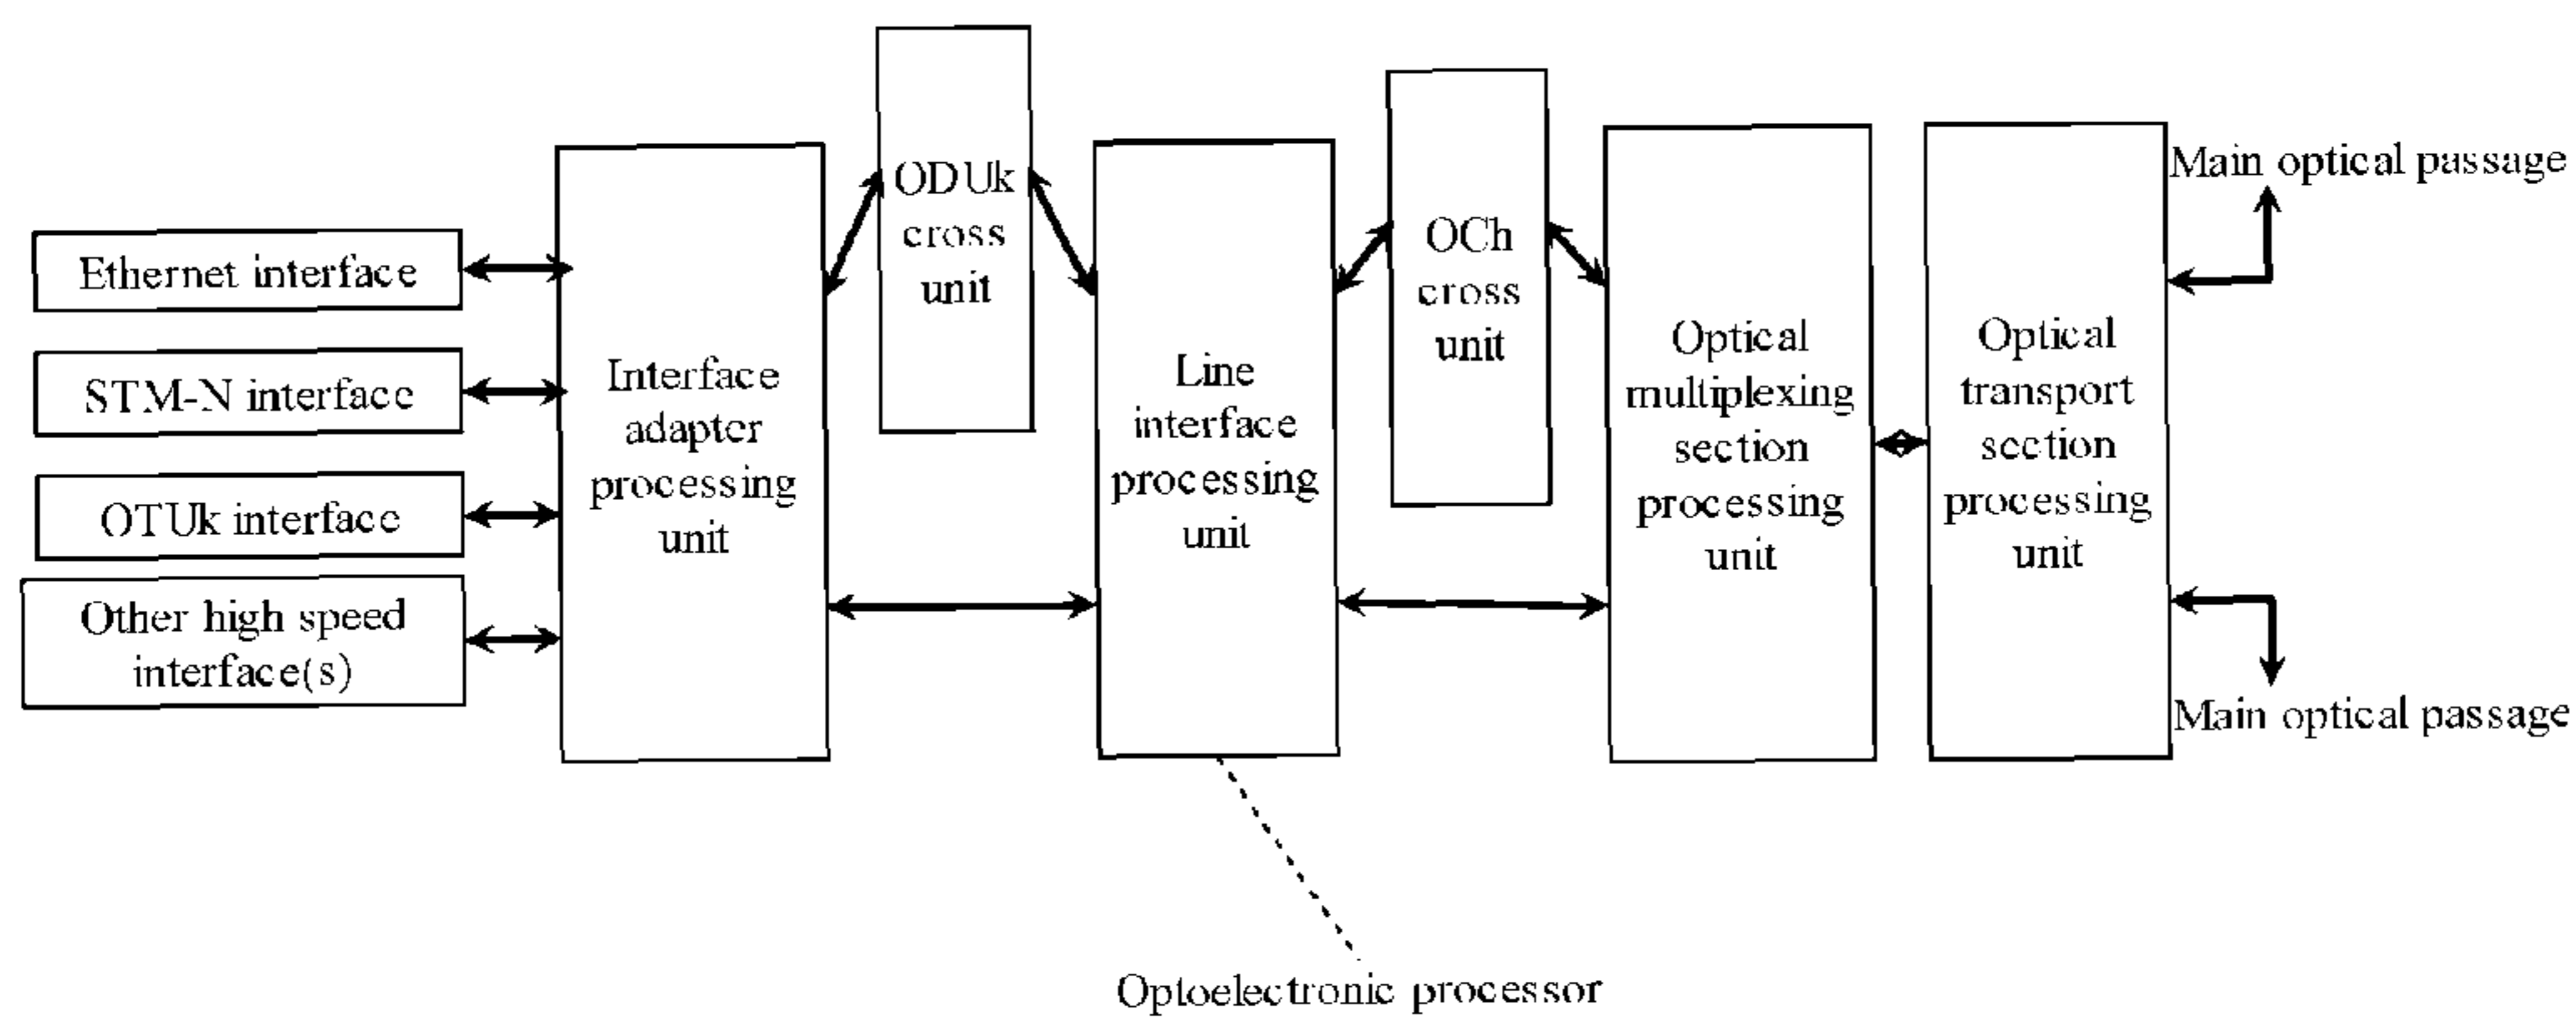 Ethernet interface
STM-N interface
OTUk interface
Other high speed
interface(s)
Interface
adapter
processing
unit
ODUk
cross
unit
Line
interface
processing
unit
OCh
cross
unit
Optical
multiplexing
section
processing
unit
Optical
transport
section
processing
unit
Main optical passage
Main optical passage
Optoelectronic processor